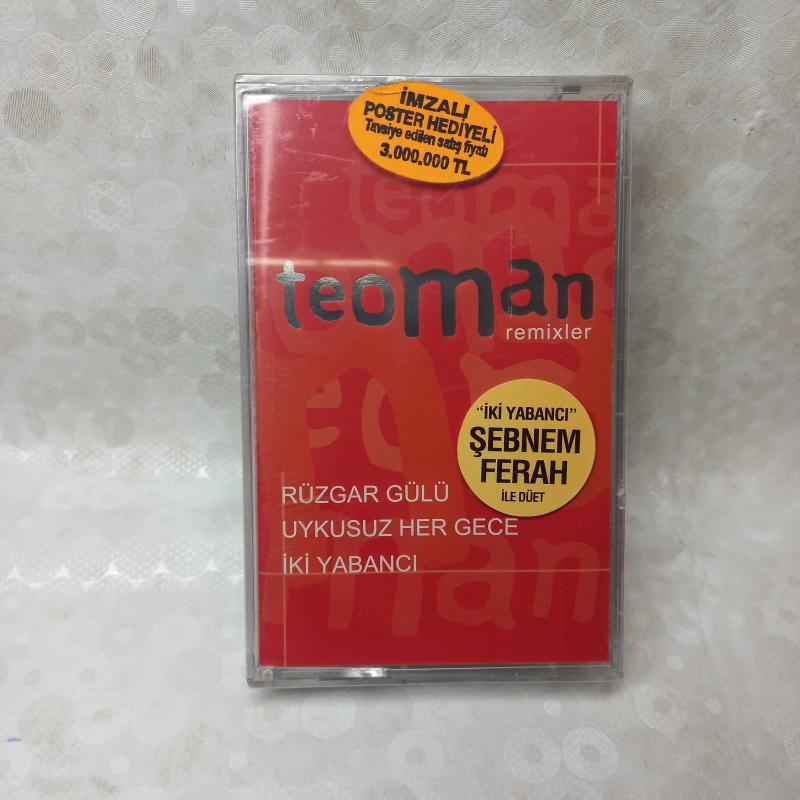 İMZALI
POSTER HEDİYELİ
Tavsiye edilen satış fiyatı
3.000.000 TL
teoman
remixler
"İKİ YABANCI"
ŞEBNEM
FERAH
İLE DÜET
RÜZGAR GÜLÜ
UYKUSUZ HER GECE
İKİ YABANCI